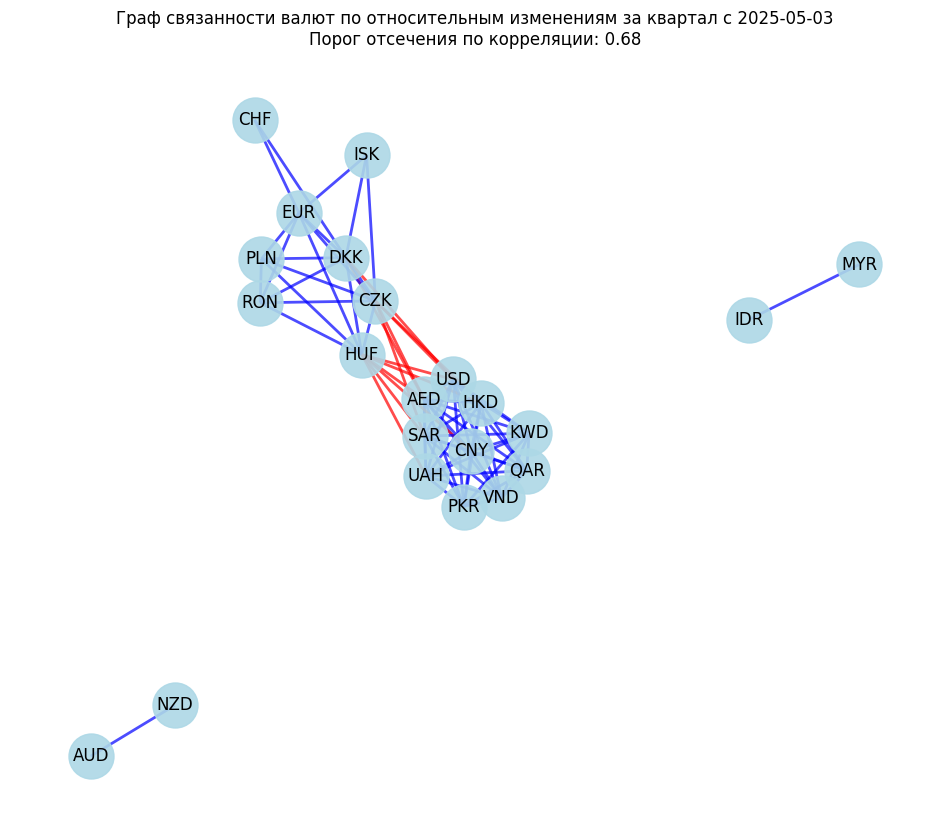 Граф связанности валют по относительным изменениям за квартал с 2025-05-03
Порог отсечения по корреляции: 0.68
CHF
ISK
EUR
PLN
DKK
MYR
RON
CZK
IDR
HUF
USD
AED
HKD
SAR
KWD
CNY
UAH
QAR
PKR
VND
NZD
AUD